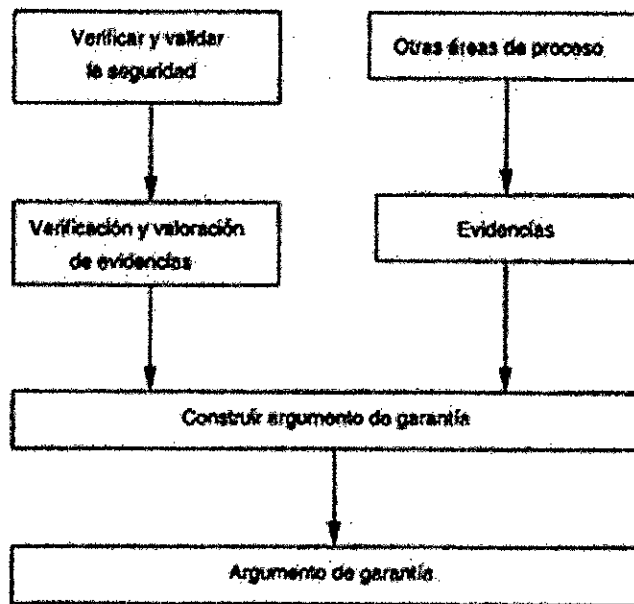 Verificar y validar
la seguridad
Otras áreas de proceso
Verificación y valoración
de evidencias
Evidencias
Construir argumento de garantía
Argumento de garantía